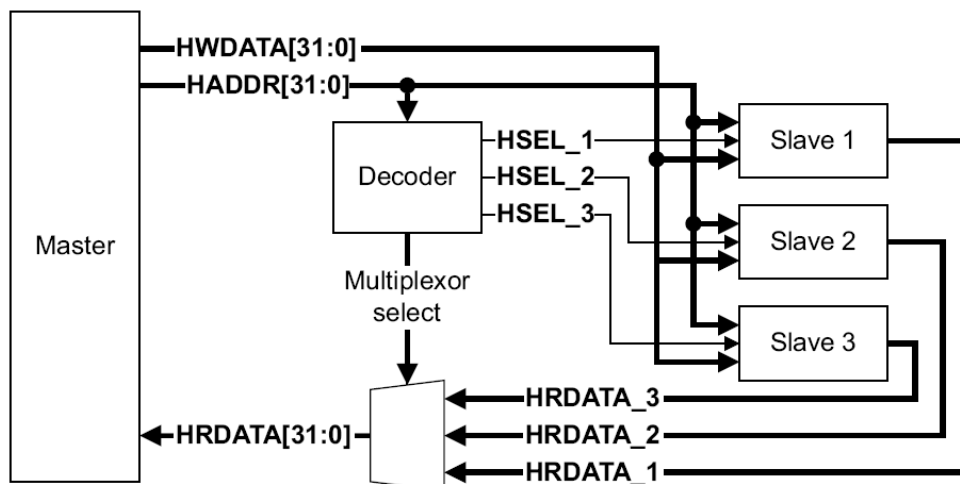 HWDATA[31:0]
HADDR[31:0]
HSEL_1
Slave 1
Decoder
HSEL_2
HSEL_3
Master
Slave 2
Multiplexor
select
Slave 3
HRDATA_3
HRDATA[31:0]
HRDATA_2
HRDATA_1